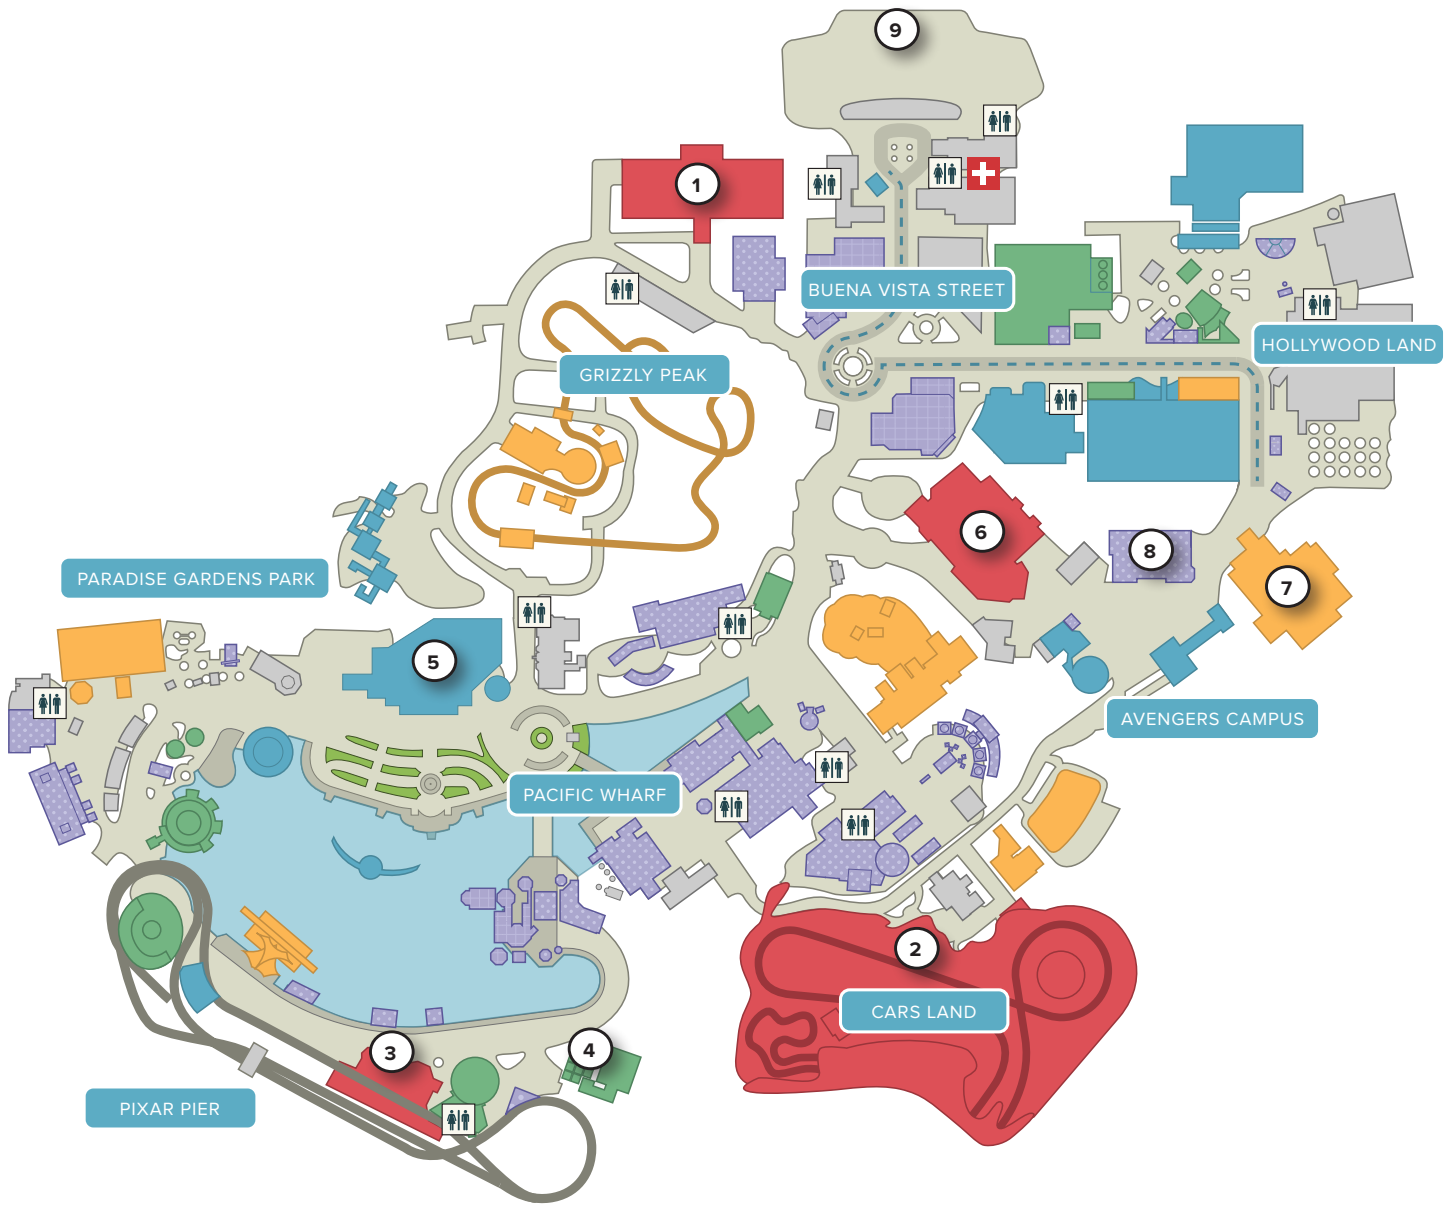 9
1
BUENA VISTA STREET
HOLLYWOOD LAND
GRIZZLY PEAK
6
8
7
PARADISE GARDENS PARK
5
AVENGERS CAMPUS
PACIFIC WHARF
2
CARS LAND
3
4
PIXAR PIER